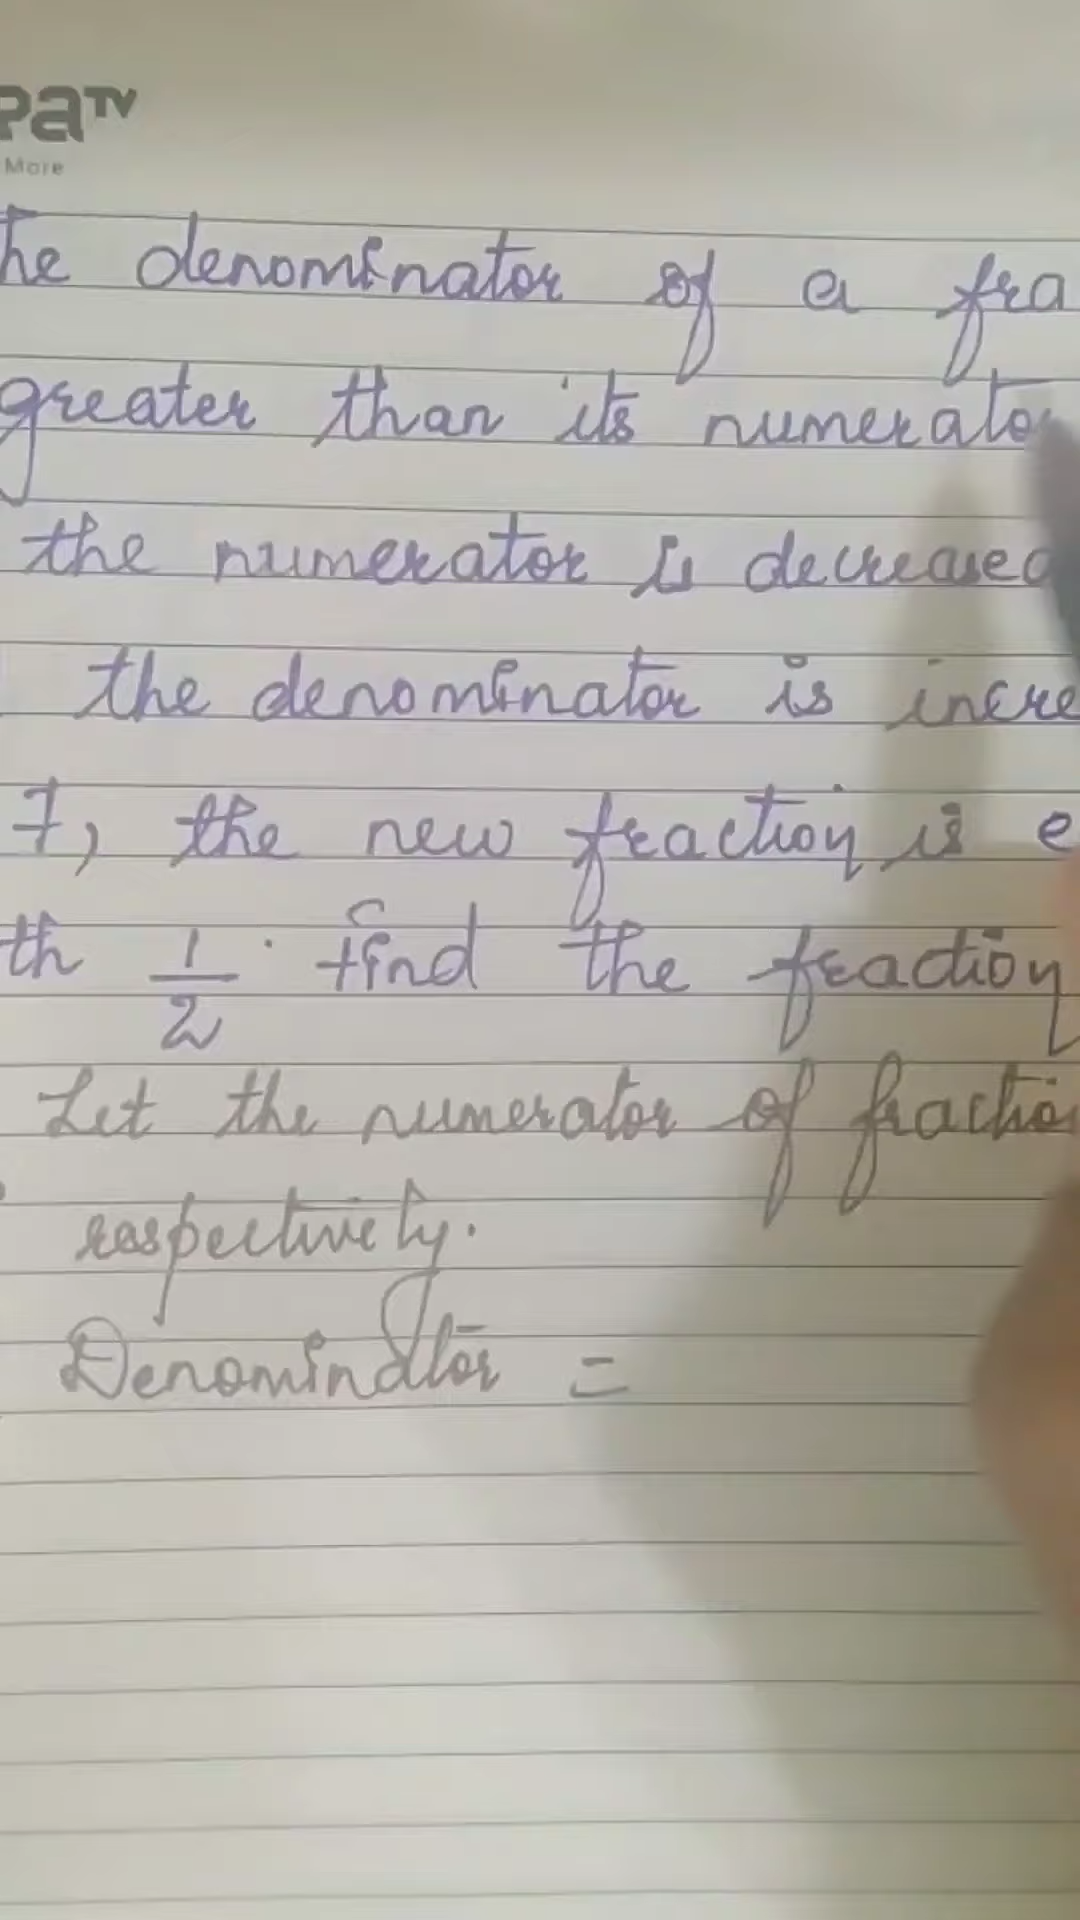 TV
More
he denominator of a fra
greater than its numerato
the numerator is decreased
the denominator is incre
7, the new fraction is e
th 1/2. find the fraction
Let the numerator of fractio
respectively.
Denominator =